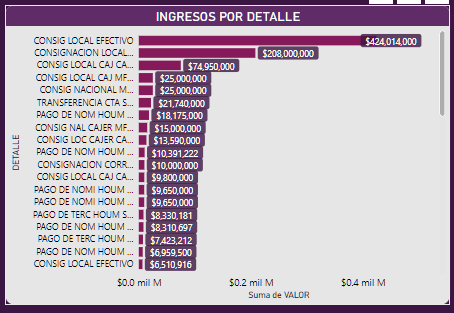 INGRESOS POR DETALLE
CONSIG LOCAL EFECTIVO $424,014,000
CONSIGNACION LOCAL... $208,000,000
CONSIG LOCAL CAJ CA... $74,950,000
CONSIG LOCAL CAJ MF... $25,000,000
CONSIG NACIONAL M... $25,000,000
TRANSFERENCIA CTA S... $21,740,000
PAGO DE NOM HOUM ... $18,175,000
CONSIG NAL CAJER MF... $15,000,000
CONSIG LOC CAJER CA... $13,590,000
PAGO DE NOM HOUM ... $10,391,222
CONSIGNACION CORR... $10,000,000
CONSIG LOCAL CAJ CA... $9,800,000
PAGO DE NOMI HOUM ... $9,650,000
PAGO DE NOMI HOUM ... $9,650,000
PAGO DE TERC HOUM S... $8,330,181
PAGO DE NOM HOUM ... $8,310,697
PAGO DE TERC HOUM ... $7,423,212
PAGO DE NOM HOUM ... $6,959,500
CONSIG LOCAL EFECTIVO $6,510,916
DETALLE
$0.0 mil M $0.2 mil M $0.4 mil M
Suma de VALOR